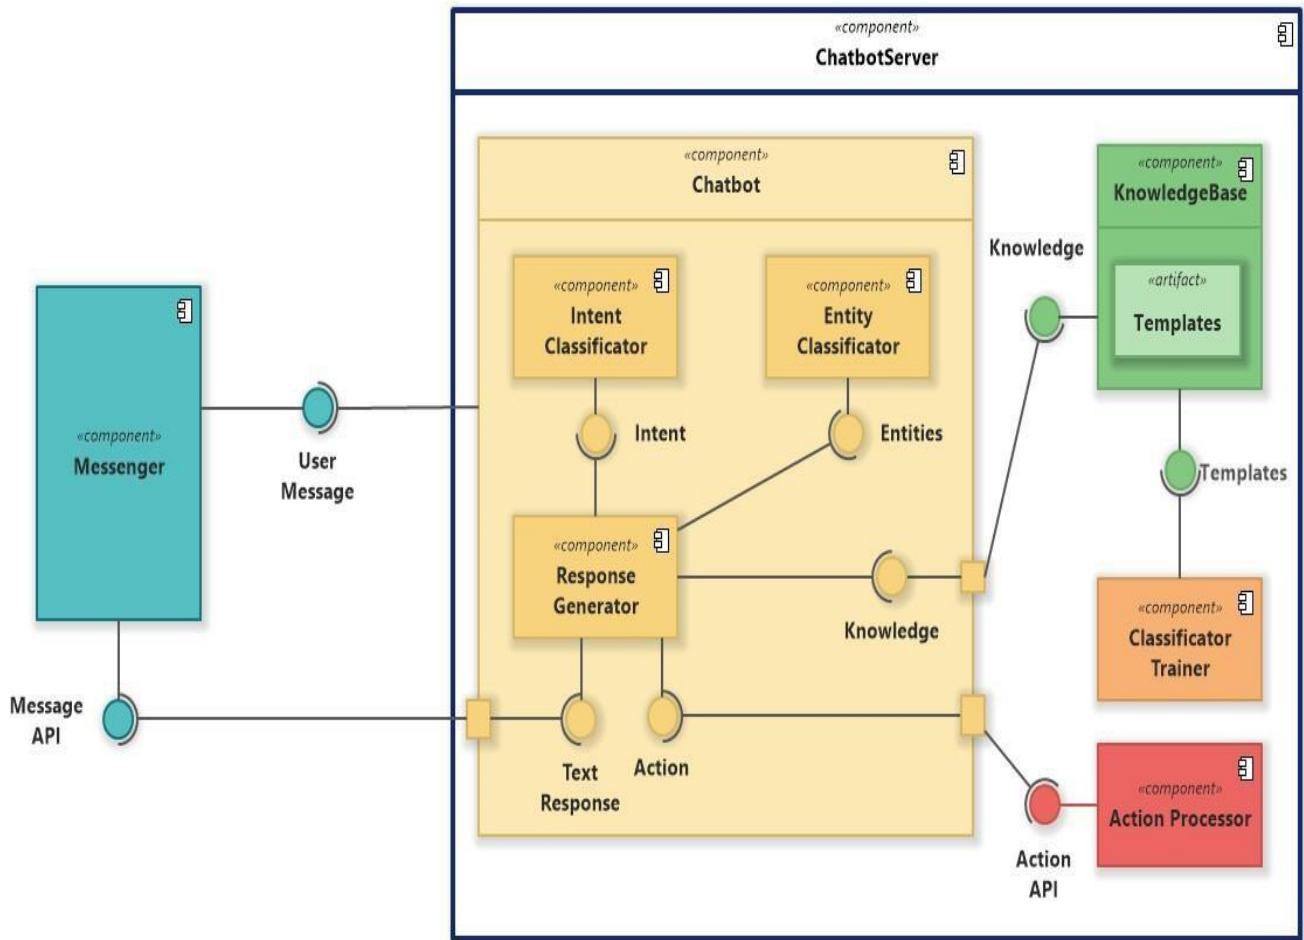 «component»
ChatbotServer
«component»
Chatbot
«component»
KnowledgeBase
«artifact»
Templates
Knowledge
«component»
Intent
Classificator
«component»
Entity
Classificator
«component»
Messenger
User
Message
Intent
Entities
Templates
«component»
Response
Generator
Knowledge
«component»
Classificator
Trainer
Message
API
Text
Response
Action
«component»
Action Processor
Action
API